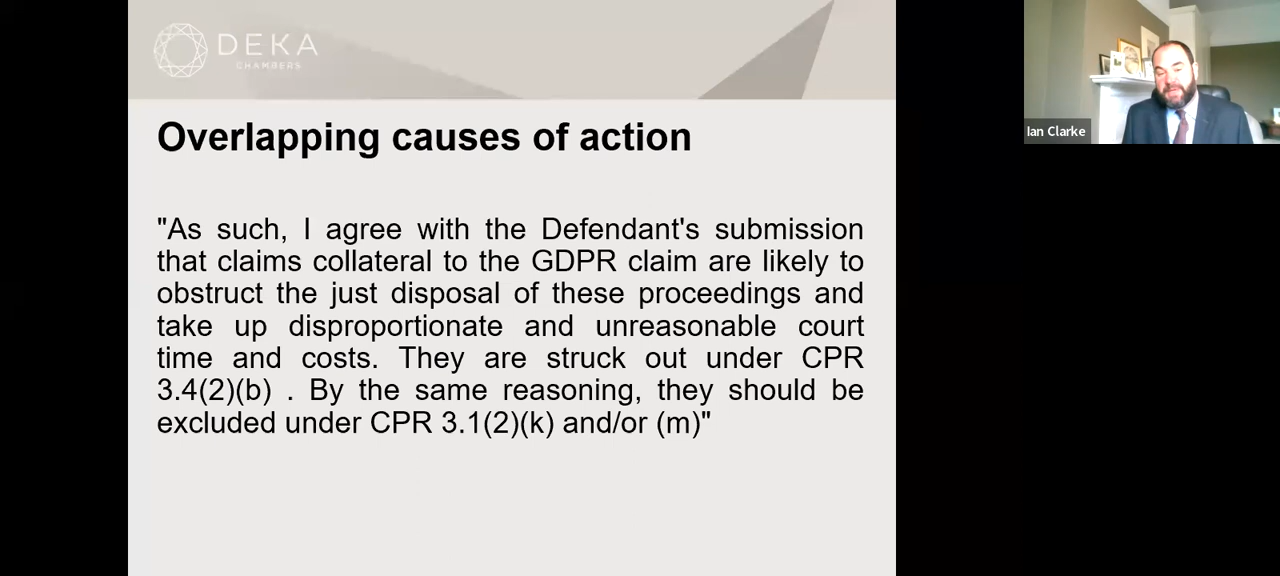 DEKA
CHAMBERS
Ian Clarke
Overlapping causes of action
"As such, I agree with the Defendant's submission
that claims collateral to the GDPR claim are likely to
obstruct the just disposal of these proceedings and
take up disproportionate and unreasonable court
time and costs. They are struck out under CPR
3.4(2)(b) . By the same reasoning, they should be
excluded under CPR 3.1(2)(k) and/or (m)"